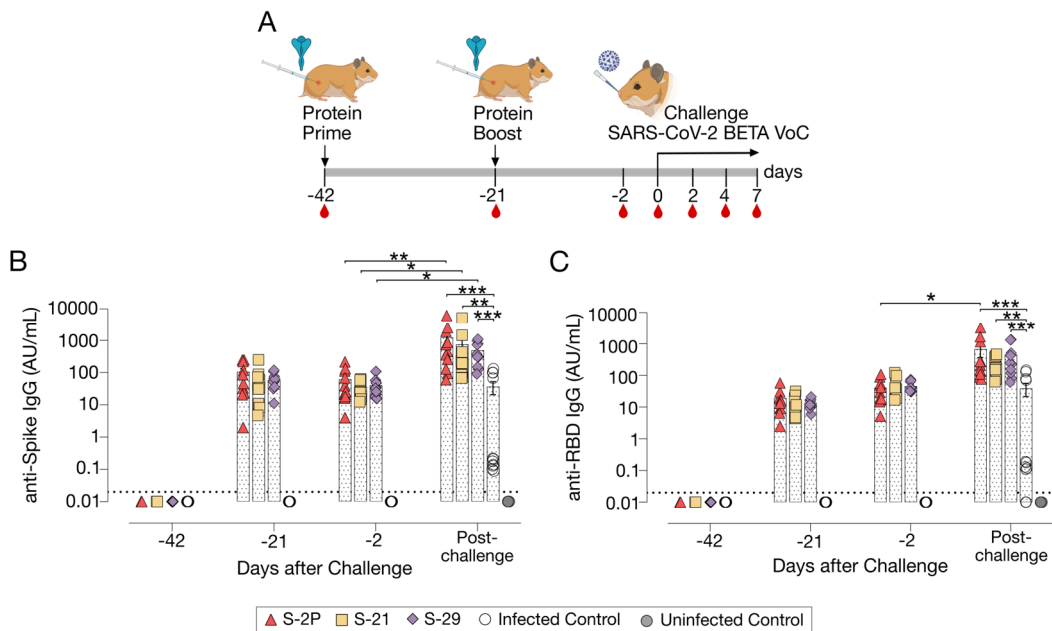 A
Protein
Prime
Protein
Boost
Challenge
SARS-CoV-2 BETA VoC
days
-42
-21
-2
0
2
4
7
B
**
*
*
***
**
***
anti-Spike IgG (AU/mL)
10000
1000
100
10
1
0.1
0.01
-42
-21
-2
Post-
challenge
Days after Challenge
C
*
***
**
***
anti-RBD IgG (AU/mL)
10000
1000
100
10
1
0.1
0.01
-42
-21
-2
Post-
challenge
Days after Challenge
S-2P S-21 S-29 Infected Control Uninfected Control